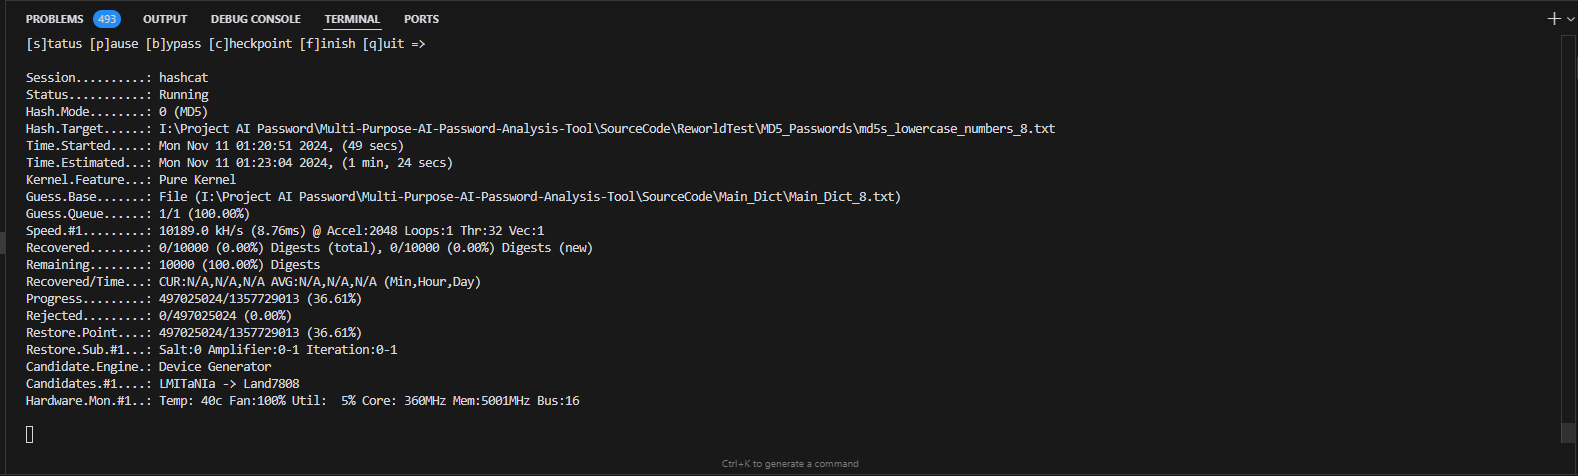 PROBLEMS 493 OUTPUT DEBUG CONSOLE TERMINAL PORTS
[s]tatus [p]ause [b]ypass [c]heckpoint [f]inish [q]uit =>
Session..........: hashcat
Status...........: Running
Hash.Mode........: 0 (MD5)
Hash.Target......: I:\Project AI Password\Multi-Purpose-AI-Password-Analysis-Tool\SourceCode\ReworldTest\MD5_Passwords\md5s_lowercase_numbers_8.txt
Time.Started.....: Mon Nov 11 01:20:51 2024, (49 secs)
Time.Estimated...: Mon Nov 11 01:23:04 2024, (1 min, 24 secs)
Kernel.Feature...: Pure Kernel
Guess.Base.......: File (I:\Project AI Password\Multi-Purpose-AI-Password-Analysis-Tool\SourceCode\Main_Dict\Main_Dict_8.txt)
Guess.Queue......: 1/1 (100.00%)
Speed.#1.........: 10189.0 kH/s (8.76ms) @ Accel:2048 Loops:1 Thr:32 Vec:1
Recovered........: 0/10000 (0.00%) Digests (total), 0/10000 (0.00%) Digests (new)
Remaining........: 10000 (100.00%) Digests
Recovered/Time...: CUR:N/A,N/A,N/A AVG:N/A,N/A,N/A (Min,Hour,Day)
Progress.........: 497025024/1357729013 (36.61%)
Rejected.........: 0/497025024 (0.00%)
Restore.Point....: 497025024/1357729013 (36.61%)
Restore.Sub.#1...: Salt:0 Amplifier:0-1 Iteration:0-1
Candidate.Engine.: Device Generator
Candidates.#1....: LMITaNIa -> Land7808
Hardware.Mon.#1..: Temp: 40c Fan:100% Util:  5% Core: 360MHz Mem:5001MHz Bus:16
Ctrl+K to generate a command